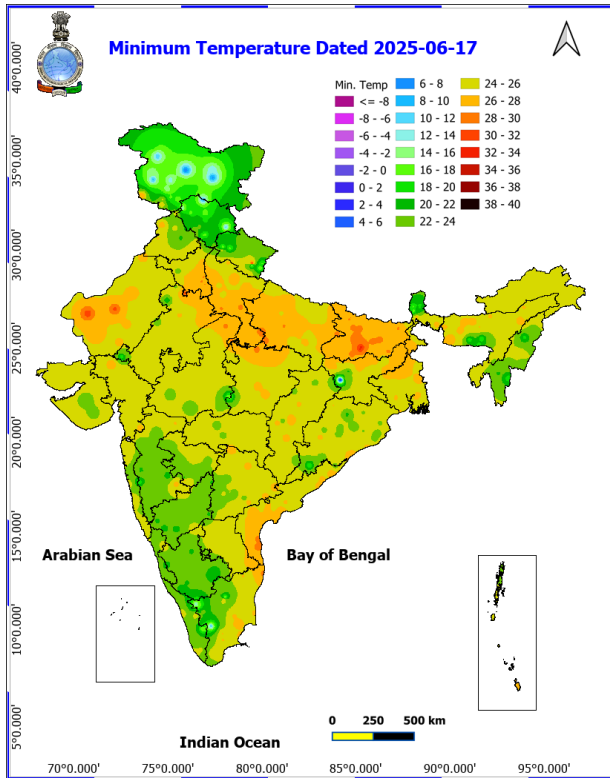 Minimum Temperature Dated 2025-06-17
Min. Temp
<= -8
-8 - -6
-6 - -4
-4 - -2
-2 - 0
0 - 2
2 - 4
4 - 6
6 - 8
8 - 10
10 - 12
12 - 14
14 - 16
16 - 18
18 - 20
20 - 22
22 - 24
24 - 26
26 - 28
28 - 30
30 - 32
32 - 34
34 - 36
36 - 38
38 - 40
40°0.000'
35°0.000'
30°0.000'
25°0.000'
20°0.000'
15°0.000'
10°0.000'
5°0.000'
Arabian Sea
Bay of Bengal
Indian Ocean
0 250 500 km
70°0.000' 75°0.000' 80°0.000' 85°0.000' 90°0.000' 95°0.000'